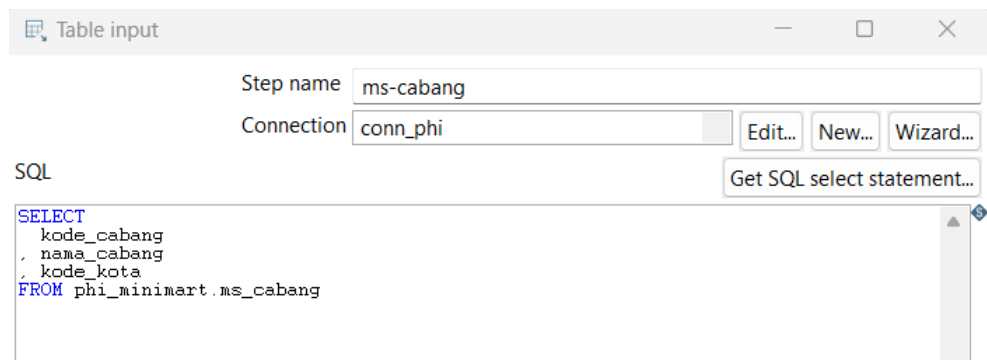 Table input
Step name ms-cabang
Connection conn_phi Edit... New... Wizard...
SQL Get SQL select statement...
SELECT
  kode_cabang
, nama_cabang
, kode_kota
FROM phi_minimart.ms_cabang